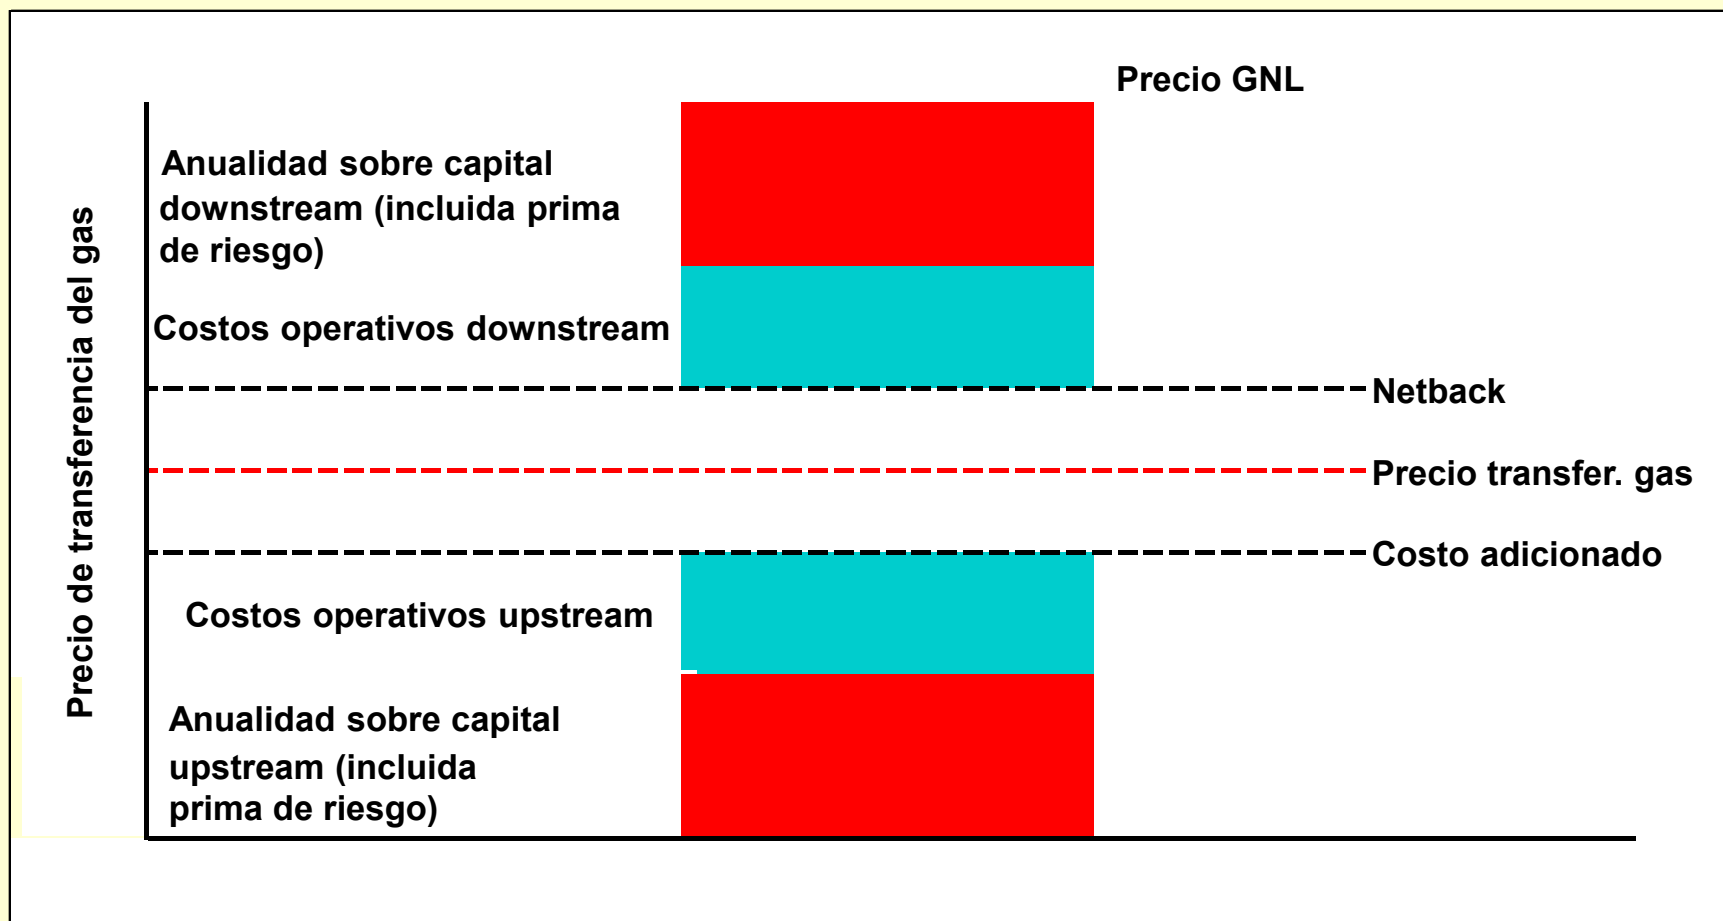 Precio GNL
Anualidad sobre capital
downstream (incluida prima
de riesgo)
Costos operativos downstream
Precio de transferencia del gas
Netback
Precio transfer. gas
Costo adicionado
Costos operativos upstream
Anualidad sobre capital
upstream (incluida
prima de riesgo)